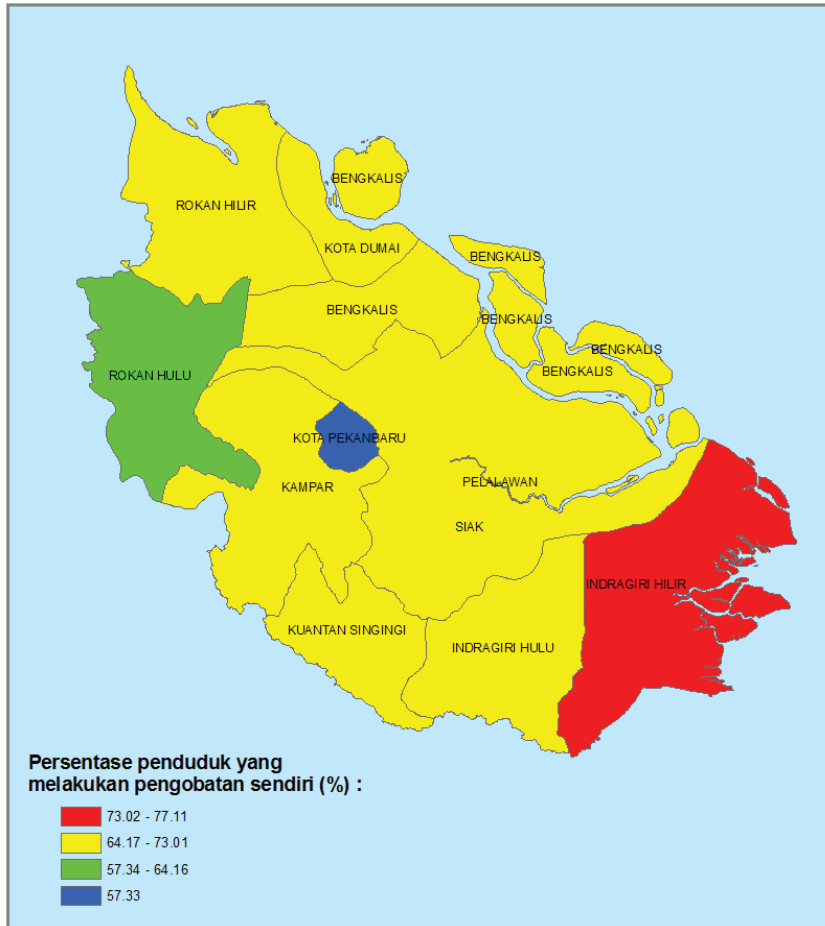 BENGKALIS
ROKAN HILIR
KOTA DUMAI
BENGKALIS
BENGKALIS
BENGKALIS
BENGKALIS
BENGKALIS
ROKAN HULU
KOTA PEKANBARU
KAMPAR
PELALAWAN
SIAK
INDRAGIRI HILIR
KUANTAN SINGINGI
INDRAGIRI HULU
Persentase penduduk yang
melakukan pengobatan sendiri (%) :
73.02 - 77.11
64.17 - 73.01
57.34 - 64.16
57.33